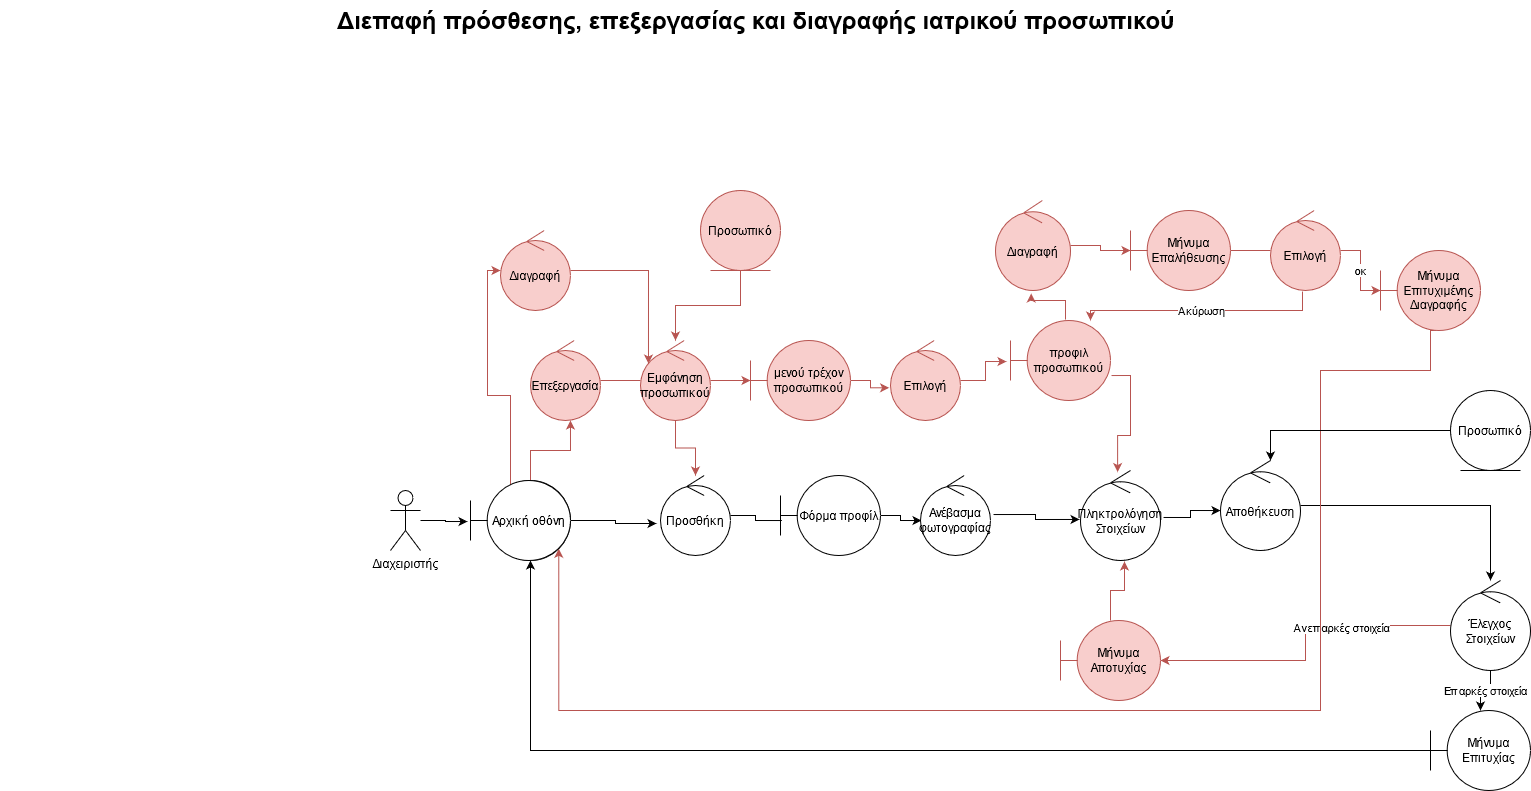 Διεπαφή πρόσθεσης, επεξεργασίας και διαγραφής ιατρικού προσωπικού
Προσωπικό
Διαγραφή
Μήνυμα
Επαλήθευσης
Επιλογή
οκ
Μήνυμα
Επιτυχιμένης
Διαγραφής
Διαγραφή
Ακύρωση
Επεξεργασία
Εμφάνηση
προσωπικού
μενού τρέχον
προσωπικού
Επιλογή
προφιλ
προσωπικού
Προσωπικό
Διαχειριστής
Αρχική οθόνη
Προσθήκη
Φόρμα προφίλ
Ανέβασμα
φωτογραφίας
Πληκτρολόγηση
Στοιχείων
Αποθήκευση
Έλεγχος
Στοιχείων
Ανεπαρκές στοιχεία
Μήνυμα
Αποτυχίας
Επαρκές στοιχεία
Μήνυμα
Επιτυχίας